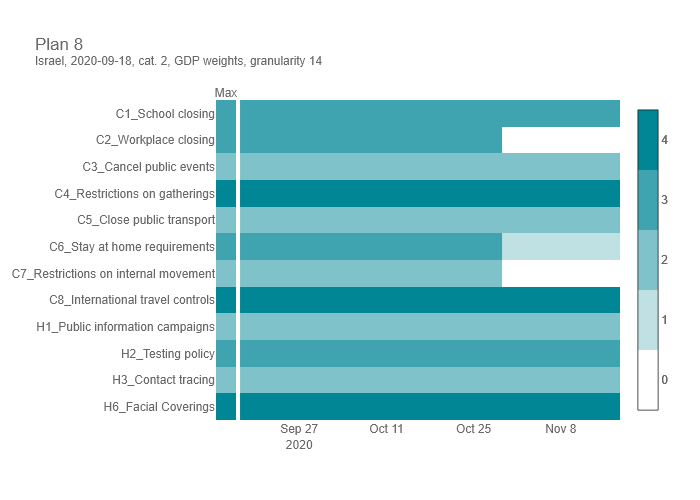 Plan 8
Israel, 2020-09-18, cat. 2, GDP weights, granularity 14
Max
C1_School closing
C2_Workplace closing
C3_Cancel public events
C4_Restrictions on gatherings
C5_Close public transport
C6_Stay at home requirements
C7_Restrictions on internal movement
C8_International travel controls
H1_Public information campaigns
H2_Testing policy
H3_Contact tracing
H6_Facial Coverings
Sep 27 Oct 11 Oct 25 Nov 8
2020
4
3
2
1
0